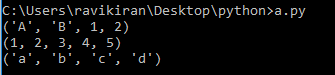 C:\Users\ravikiran\Desktop\python>a.py
('A', 'B', 1, 2)
(1, 2, 3, 4, 5)
('a', 'b', 'c', 'd')